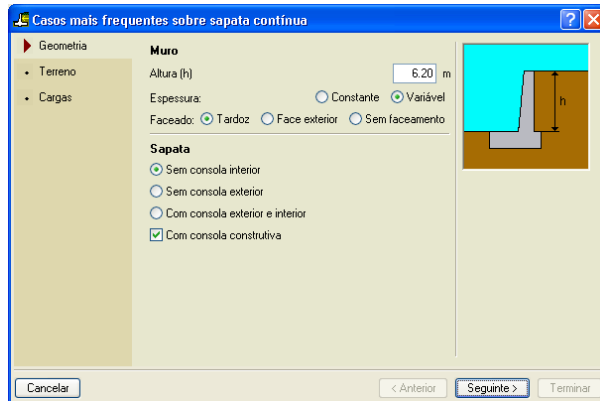 Casos mais frequentes sobre sapata contínua
Geometria
Terreno
Cargas
Muro
Altura (h) 6.20 m
Espessura: Constante Variável
Faceado: Tardoz Face exterior Sem faceamento
Sapata
Sem consola interior
Sem consola exterior
Com consola exterior e interior
Com consola construtiva
h
Cancelar < Anterior Seguinte > Terminar